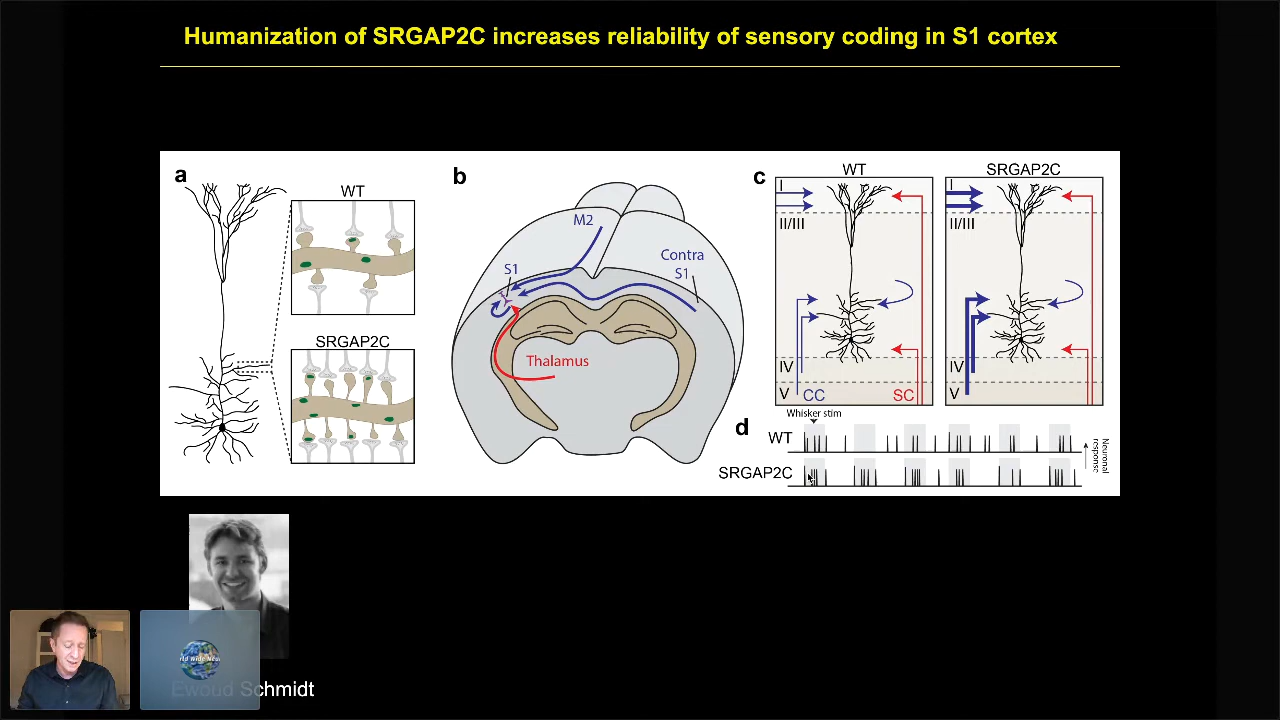 Humanization of SRGAP2C increases reliability of sensory coding in S1 cortex
a
WT
SRGAP2C
b
M2
S1
Contra
S1
Thalamus
c
WT
SRGAP2C
I
II/III
IV
V
CC
SC
I
II/III
IV
V
d
Whisker stim
WT
SRGAP2C
Neuronal
response
Ewoud Schmidt